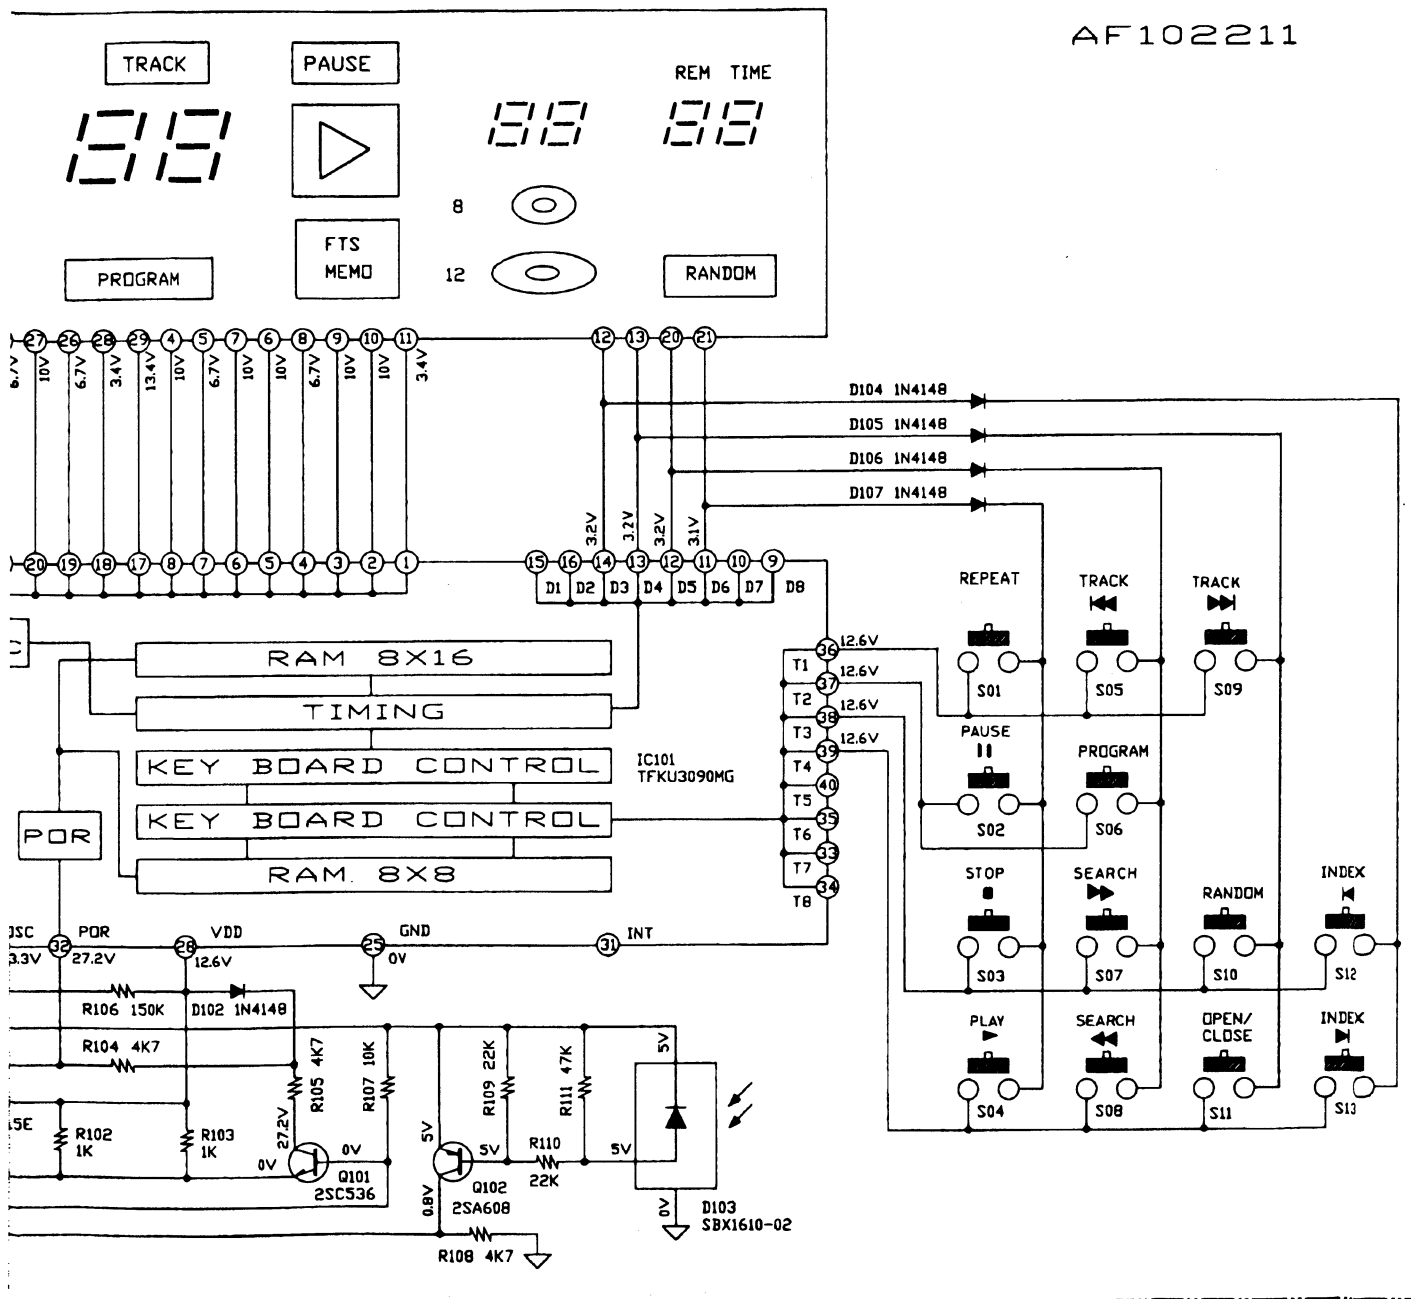 AF102211
TRACK
PAUSE
REM TIME
88
88
88
8
FTS
MEMO
12
PROGRAM
RANDOM
27 26 28 29 4 5 7 6 8 9 10 11
12 13 20 21
6.7V 10V 6.7V 3.4V 13.4V 10V 6.7V 10V 10V 6.7V 10V 10V 3.4V
D104 1N4148
D105 1N4148
D106 1N4148
D107 1N4148
3.2V 3.2V 3.2V 3.1V
20 19 18 17 8 7 6 5 4 3 2 1
15 16 14 13 12 11 10 9
D1 D2 D3 D4 D5 D6 D7 D8
REPEAT
TRACK
TRACK
S01
S05
S09
C
RAM 8X16
TIMING
KEY BOARD CONTROL
KEY BOARD CONTROL
RAM. 8X8
IC101
TFKU3090MG
POR
36 12.6V
T1
37 12.6V
T2
38 12.6V
T3
39 12.6V
T4
40
T5
35
T6
33
T7
34
T8
PAUSE
PROGRAM
S02
S06
STOP
SEARCH
RANDOM
INDEX
S03
S07
S10
S12
PLAY
SEARCH
OPEN/
CLOSE
INDEX
S04
S08
S11
S13
OSC
3.3V
32
POR
27.2V
28
VDD
12.6V
25
GND
0V
31
INT
R106 150K
D102 1N4148
R104 4K7
R105 4K7
R107 10K
R109 22K
R111 47K
5V
15E
R102
1K
R103
1K
27.2V
0V
0V
Q101
2SC536
5V
5V
R110
22K
5V
0.8V
Q102
2SA608
R108 4K7
0V
D103
SBX1610-02